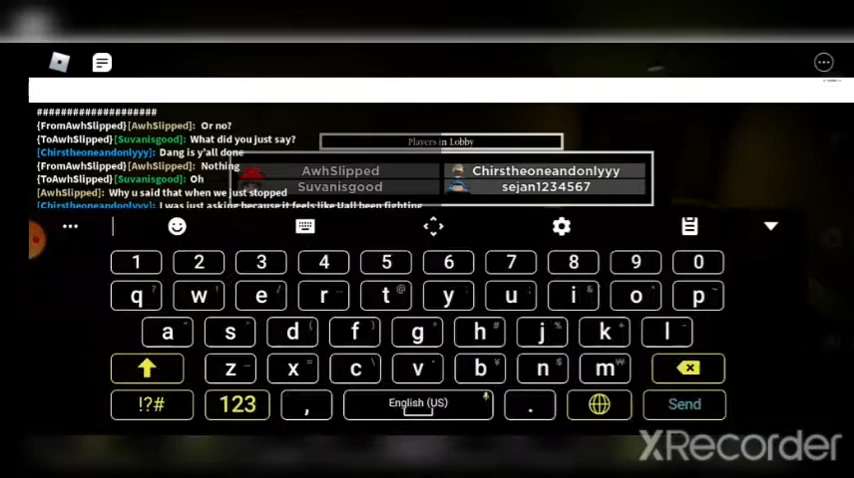 ####################
{FromAwhSlipped}[AwhSlipped]: Or no?
{ToAwhSlipped}[Suvanisgood]: What did you just say?
[Chirstheoneandonlyyy]: Dang is y'all done
{FromAwhSlipped}[AwhSlipped]: Nothing
{ToAwhSlipped}[Suvanisgood]: Oh
[AwhSlipped]: Why u said that when we just stopped
[Chirstheoneandonlyyy]: I was just asking because it feels like Uall been fighting
Players in Lobby
AwhSlipped Chirstheoneandonlyyy
Suvanisgood sejan1234567
1 2 3 4 5 6 7 8 9 0
q w e r t y u i o p
a s d f g h j k l
z x c v b n m
!?# 123 , English (US) . Send
XRecorder